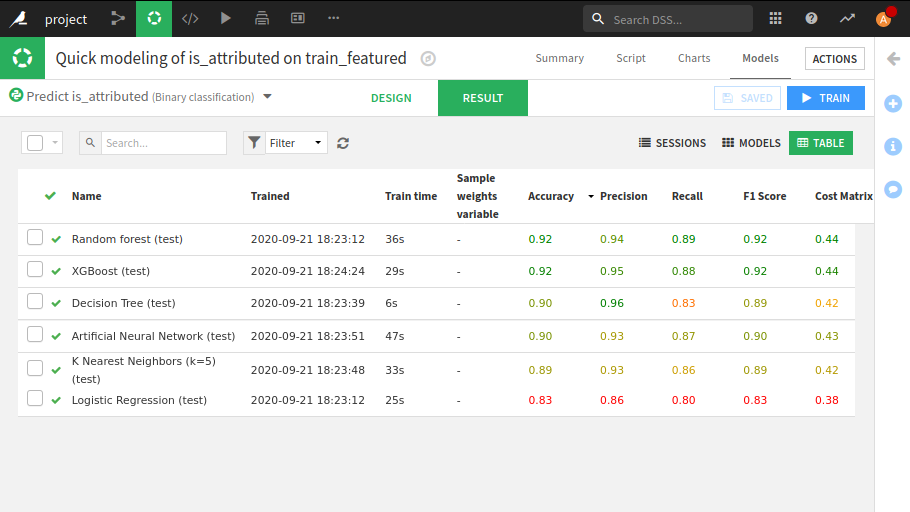 project
Search DSS...
A
Quick modeling of is_attributed on train_featured
Summary
Script
Charts
Models
ACTIONS
Predict is_attributed (Binary classification)
DESIGN
RESULT
SAVED
TRAIN
Search...
Filter
SESSIONS
MODELS
TABLE
Name Trained Train time Sample weights variable Accuracy Precision Recall F1 Score Cost Matrix
Random forest (test) 2020-09-21 18:23:12 36s - 0.92 0.94 0.89 0.92 0.44
XGBoost (test) 2020-09-21 18:24:24 29s - 0.92 0.95 0.88 0.92 0.44
Decision Tree (test) 2020-09-21 18:23:39 6s - 0.90 0.96 0.83 0.89 0.42
Artificial Neural Network (test) 2020-09-21 18:23:51 47s - 0.90 0.93 0.87 0.90 0.43
K Nearest Neighbors (k=5) (test) 2020-09-21 18:23:48 33s - 0.89 0.93 0.86 0.89 0.42
Logistic Regression (test) 2020-09-21 18:23:12 25s - 0.83 0.86 0.80 0.83 0.38